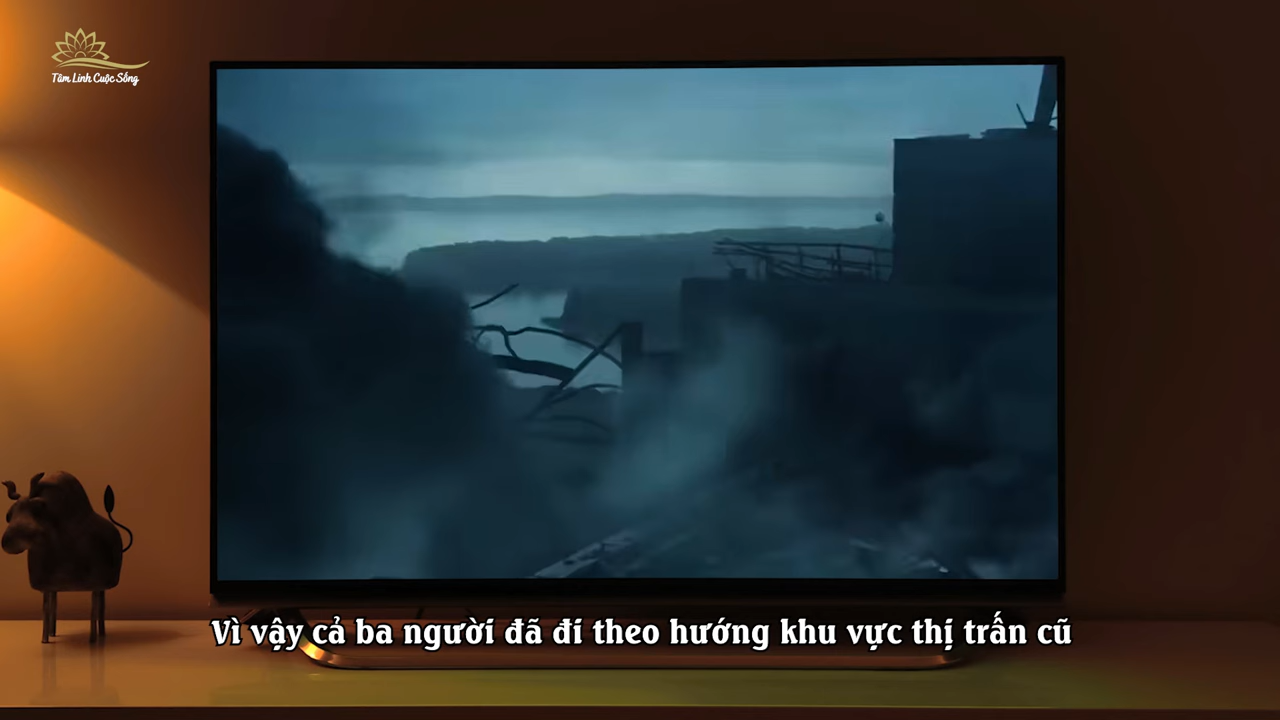 Tâm Linh Cuộc Sống
Vì vậy cả ba người đã đi theo hướng khu vực thị trấn cũ